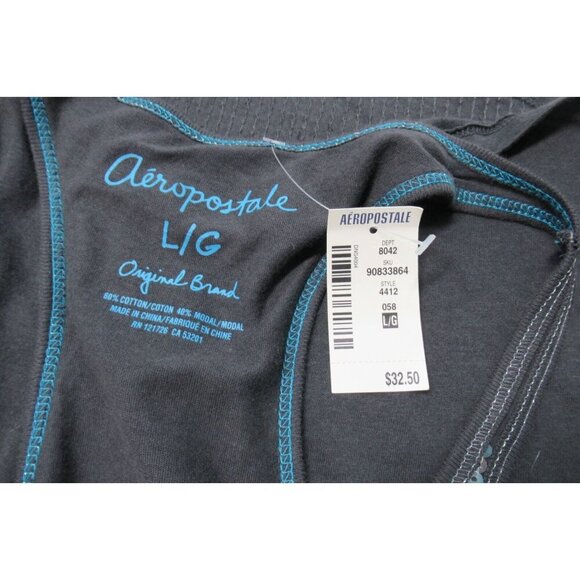 aéropostale
L/G
Original Brand
60% COTTON/COTON 40% MODAL/MODAL
MADE IN CHINA/FABRIQUÉ EN CHINE
RN 121726 CA 53201
AÉROPOSTALE
DEPT
8042
SKU
90833864
STYLE
4412
058
L/G
$32.50